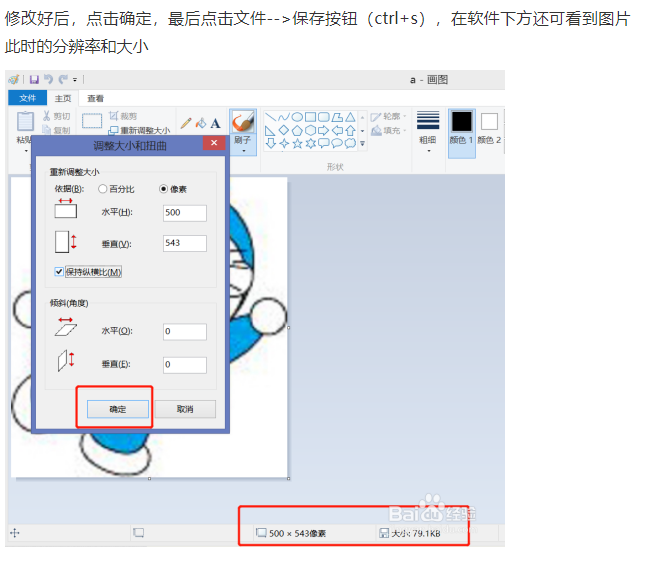 修改好后，点击确定，最后点击文件-->保存按钮（ctrl+s），在软件下方还可看到图片
此时的分辨率和大小
a - 画图
文件 主页 查看
剪切
复制
粘贴
裁剪
重新调整大小
A
刷子
轮廓
填充
形状
粗细
颜色 1
颜色 2
调整大小和扭曲
重新调整大小
依据(B): 百分比 像素
水平(H): 500
垂直(V): 543
保持纵横比(M)
倾斜(角度)
水平(O): 0
垂直(E): 0
确定 取消
Baidu 经验
500 × 543像素 大小: 79.1KB